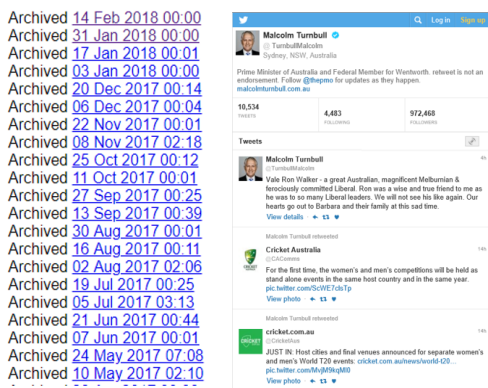 Archived 14 Feb 2018 00:00
Archived 31 Jan 2018 00:00
Archived 17 Jan 2018 00:01
Archived 03 Jan 2018 00:00
Archived 20 Dec 2017 00:14
Archived 06 Dec 2017 00:04
Archived 22 Nov 2017 00:01
Archived 08 Nov 2017 02:18
Archived 25 Oct 2017 00:12
Archived 11 Oct 2017 00:01
Archived 27 Sep 2017 00:25
Archived 13 Sep 2017 00:39
Archived 30 Aug 2017 00:01
Archived 16 Aug 2017 00:11
Archived 02 Aug 2017 02:06
Archived 19 Jul 2017 00:25
Archived 05 Jul 2017 03:13
Archived 21 Jun 2017 00:44
Archived 07 Jun 2017 00:01
Archived 24 May 2017 07:08
Archived 10 May 2017 02:10
Log in Sign up
Malcolm Turnbull
@ TurnbullMalcolm
Sydney, NSW, Australia
Prime Minister of Australia and Federal Member for Wentworth. retweet is not an
endorsement. Follow @thepmo for updates as they happen.
malcolmturnbull.com.au
10,534
TWEETS
4,483
FOLLOWING
972,468
FOLLOWERS
Tweets
Malcolm Turnbull 4h
@TurnbullMalcolm
Vale Ron Walker - a great Australian, magnificent Melburnian &
ferociously committed Liberal. Ron was a wise and true friend to me as
he was to so many Liberal leaders. We will not see his like again. Our
hearts go out to Barbara and their family at this sad time.
View details
Malcolm Turnbull retweeted
Cricket Australia 14h
@CAComms
For the first time, the women's and men's competitions will be held as
stand alone events in the same host country and in the same year.
pic.twitter.com/ScWE7clsTp
View photo
Malcolm Turnbull retweeted
cricket.com.au
@CricketAus
JUST IN: Host cities and final venues announced for separate women's
and men's World T20 events: cricket.com.au/news/world-t20...
pic.twitter.com/MvjM9kqMI0
View photo